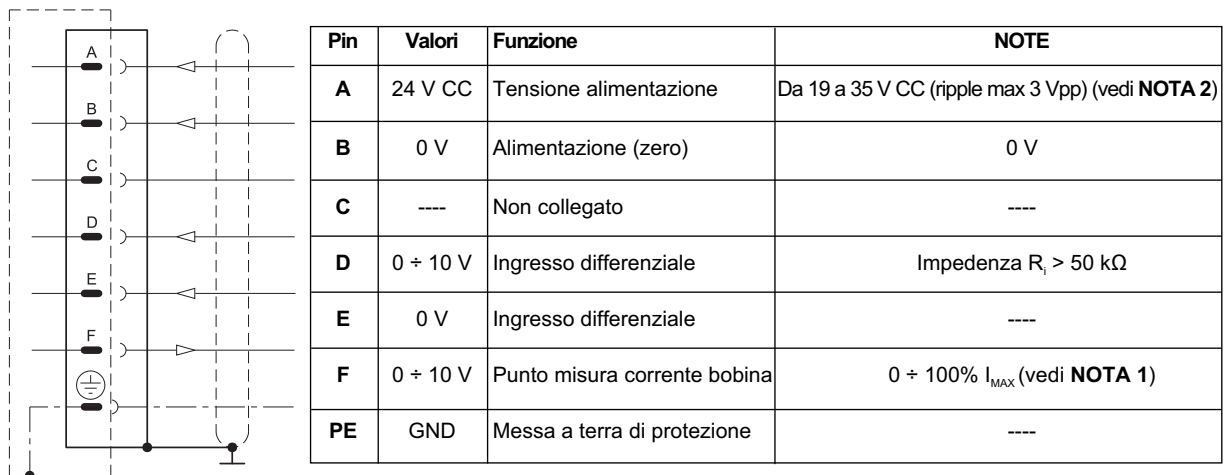 A
B
C
D
E
F
Pin Valori Funzione NOTE
A 24 V CC Tensione alimentazione Da 19 a 35 V CC (ripple max 3 Vpp) (vedi NOTA 2)
B 0 V Alimentazione (zero) 0 V
C ---- Non collegato ----
D 0 ÷ 10 V Ingresso differenziale Impedenza Ri > 50 kΩ
E 0 V Ingresso differenziale ----
F 0 ÷ 10 V Punto misura corrente bobina 0 ÷ 100% IMAX (vedi NOTA 1)
PE GND Messa a terra di protezione ----